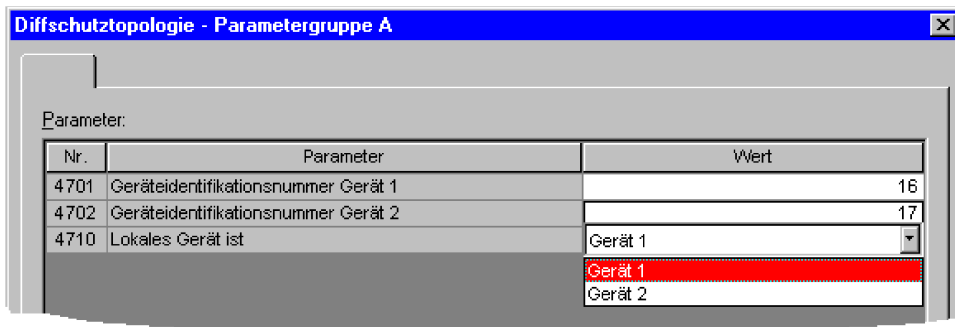 Diffschutztopologie - Parametergruppe A
Parameter:
Nr. Parameter Wert
4701 Geräteidentifikationsnummer Gerät 1 16
4702 Geräteidentifikationsnummer Gerät 2 17
4710 Lokales Gerät ist Gerät 1
Gerät 1
Gerät 2